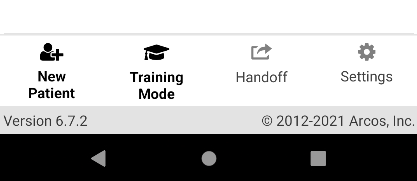 New
Patient
Training
Mode
Handoff
Settings
Version 6.7.2
© 2012-2021 Arcos, Inc.